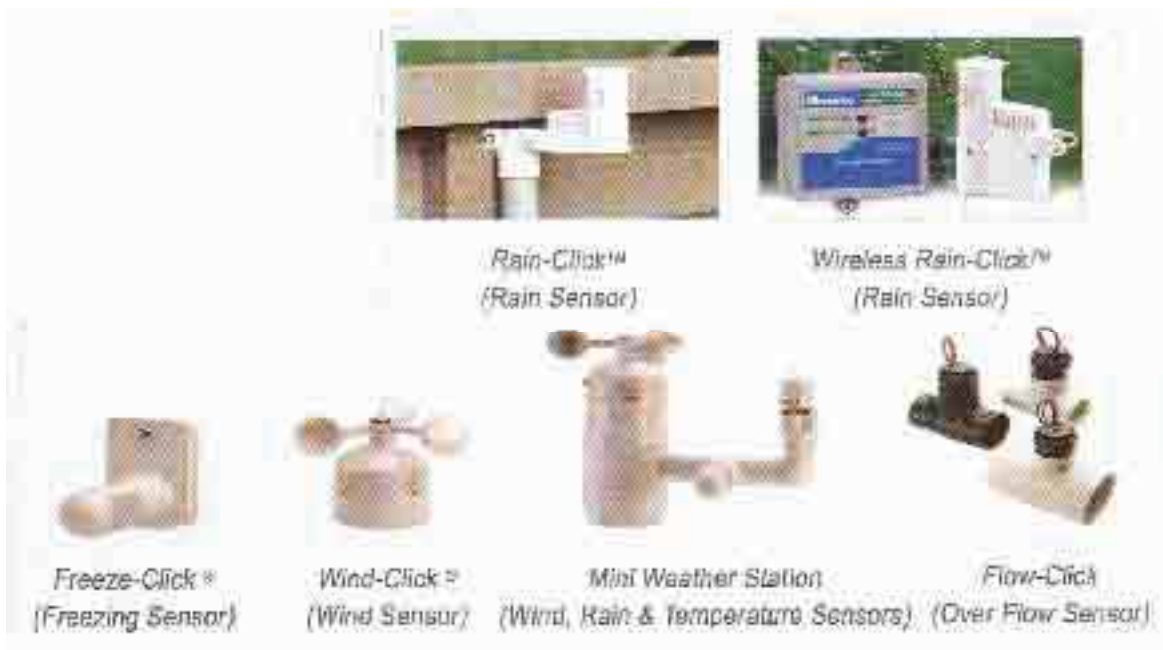 Rain-Click™
(Rain Sensor)
Wireless Rain-Click™
(Rain Sensor)
Freeze-Click ®
(Freezing Sensor)
Wind-Click
(Wind Sensor)
Mini Weather Station
(Wind, Rain & Temperature Sensors)
Flow-Click
(Over Flow Sensor)